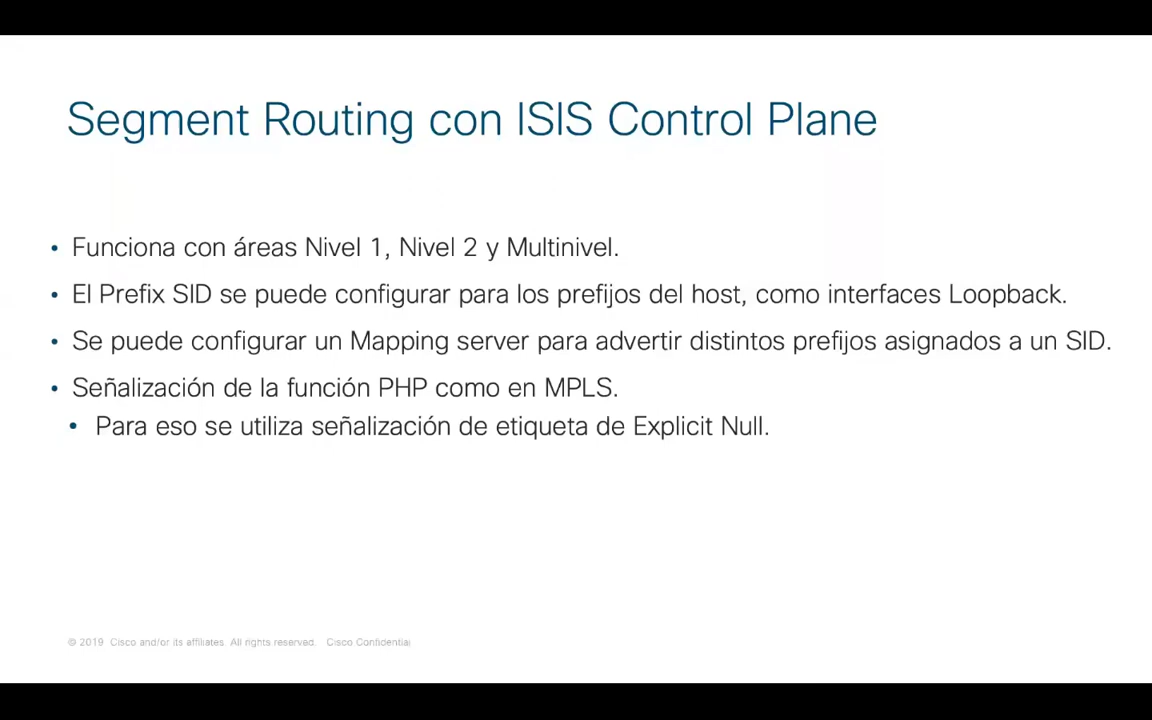 Segment Routing con ISIS Control Plane
• Funciona con áreas Nivel 1, Nivel 2 y Multinivel.
• El Prefix SID se puede configurar para los prefijos del host, como interfaces Loopback.
• Se puede configurar un Mapping server para advertir distintos prefijos asignados a un SID.
• Señalización de la función PHP como en MPLS.
• Para eso se utiliza señalización de etiqueta de Explicit Null.
© 2019 Cisco and/or its affiliates. All rights reserved. Cisco Confidential